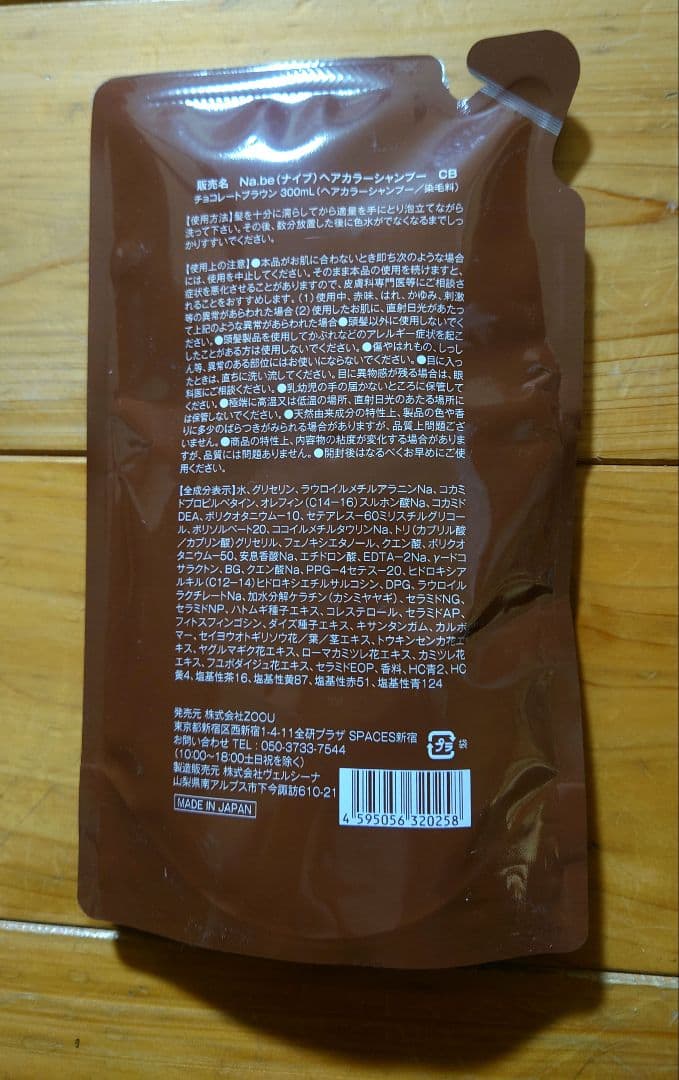 販売名 Na.be(ナイブ)ヘアカラーシャンプー CB
チョコレートブラウン 300mL(ヘアカラーシャンプー/染毛料)
【使用方法】髪を十分に濡らしてから適量を手にとり泡立てながら
洗って下さい。その後、数分放置した後に色水がでなくなるまでしっ
かりすすいでください。
【使用上の注意】●本品がお肌に合わないとき即ち次のような場合
には、使用を中止してください。そのまま本品の使用を続けますと、
症状を悪化させることがありますので、皮膚科専門医等にご相談さ
れることをおすすめします。(1)使用中、赤味、はれ、かゆみ、刺激
等の異常があらわれた場合(2)使用したお肌に、直射日光があたっ
て上記のような異常があらわれた場合●頭髪以外に使用しないでく
ださい。●頭髪製品を使用してかぶれなどのアレルギー症状を起こ
したことがある方は使用しないでください。●傷やはれもの、しっし
ん等、異常のある部位にはお使いにならないでください。●目に入っ
たときは、直ちに洗い流してください。目に異物感が残る場合は、眼
科医にご相談ください。●乳幼児の手の届かないところに保管して
ください。●極端に高温又は低温の場所、直射日光のあたる場所に
は保管しないでください。●天然由来成分の特性上、製品の色や香
りに多少のばらつきがみられる場合がありますが、品質上問題ござ
いません。●商品の特性上、内容物の粘度が変化する場合がありま
すが、品質には問題ありません。●開封後はなるべくお早めにご使
用ください。
【全成分表示】水、グリセリン、ラウロイルメチルアラニンNa、コカミ
ドプロピルベタイン、オレフィン(C14-16)スルホン酸Na、コカミド
DEA、ポリクオタニウム-10、セテアレス-60ミリスチルグリコー
ル、ポリソルベート20、ココイルメチルタウリンNa、トリ(カプリル酸
/カプリン酸)グリセリル、フェノキシエタノール、クエン酸、ポリクオ
タニウム-50、安息香酸Na、エチドロン酸、EDTA-2Na、γ-ドコ
サラクトン、BG、クエン酸Na、PPG-4セテス-20、ヒドロキシア
ルキル(C12-14)ヒドロキシエチルサルコシン、DPG、ラウロイル
ラクチレートNa、加水分解ケラチン(カシミヤヤギ)、セラミドNG、
セラミドNP、ハトムギ種子エキス、コレステロール、セラミドAP、
フィトスフィンゴシン、ダイズ種子エキス、キサンタンガム、カルボ
マー、セイヨウオトギリソウ花/葉/茎エキス、トウキンセンカ花エ
キス、ヤグルマギク花エキス、ローマカミツレ花エキス、カミツレ花
エキス、フユボダイジュ花エキス、セラミドEOP、香料、HC青2、HC
黄4、塩基性茶16、塩基性黄87、塩基性赤51、塩基性青124
発売元 株式会社ZOOU
東京都新宿区西新宿1-4-11全研プラザ SPACES新宿
お問い合わせ TEL:050-3733-7544
(10:00~18:00土日祝を除く)
製造販売元 株式会社ヴェルシーナ
山梨県南アルプス市下今諏訪610-21
MADE IN JAPAN
プラ 袋
4 595056 320258